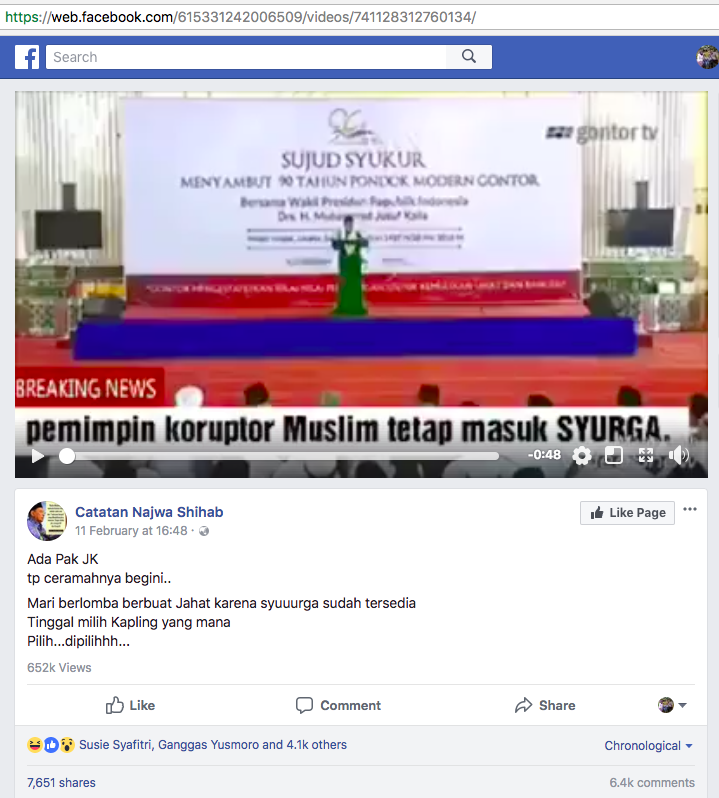 https://web.facebook.com/615331242006509/videos/741128312760134/
Search
gontor tv
SUJUD SYUKUR
MENYAMBUT 90 TAHUN PONDOK MODERN GONTOR
Bersama Wakil Presiden Republik Indonesia
Drs. H. Muhammad Jusuf Kalla
BREAKING NEWS
pemimpin koruptor Muslim tetap masuk SYURGA.
-0:48
Catatan Najwa Shihab
Like Page
11 February at 16:48 ·
Ada Pak JK
tp ceramahnya begini..
Mari berlomba berbuat Jahat karena syuuurga sudah tersedia
Tinggal milih Kapling yang mana
Pilih...dipilihhh...
652k Views
Like Comment Share
Susie Syafitri, Ganggas Yusmoro and 4.1k others
Chronological
7,651 shares
6.4k comments